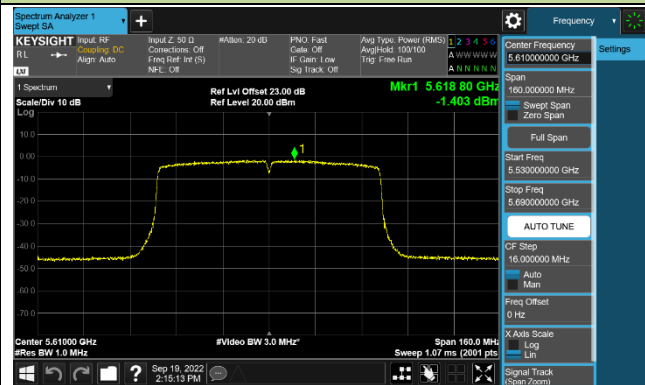 Spectrum Analyzer 1
Swept SA
Frequency
KEYSIGHT
RL
LXI
Input: RF
Coupling: DC
Align: Auto
Input Z: 50 Ω
Corrections: Off
Freq Ref: Int (S)
NFE: Off
#Atten: 20 dB
PNO: Fast
Gate: Off
IF Gain: Low
Sig Track: Off
Avg Type: Power (RMS)
Avg|Hold: 100/100
Trig: Free Run
1 2 3 4 5 6
A W W W W W
A N N N N N
1 Spectrum
Scale/Div 10 dB
Log
Ref Lvl Offset 23.00 dB
Ref Level 20.00 dBm
Mkr1 5.618 80 GHz
-1.403 dBm
10.0
0.00
-10.0
-20.0
-30.0
-40.0
-50.0
-60.0
-70.0
1
Center 5.61000 GHz
#Res BW 1.0 MHz
#Video BW 3.0 MHz*
Span 160.0 MHz
Sweep 1.07 ms (2001 pts)
Sep 19, 2022
2:15:13 PM
Center Frequency
5.610000000 GHz
Span
160.000000 MHz
Swept Span
Zero Span
Full Span
Start Freq
5.530000000 GHz
Stop Freq
5.690000000 GHz
AUTO TUNE
CF Step
16.000000 MHz
Auto
Man
Freq Offset
0 Hz
X Axis Scale
Log
Lin
Signal Track
(Span Zoom)
Settings